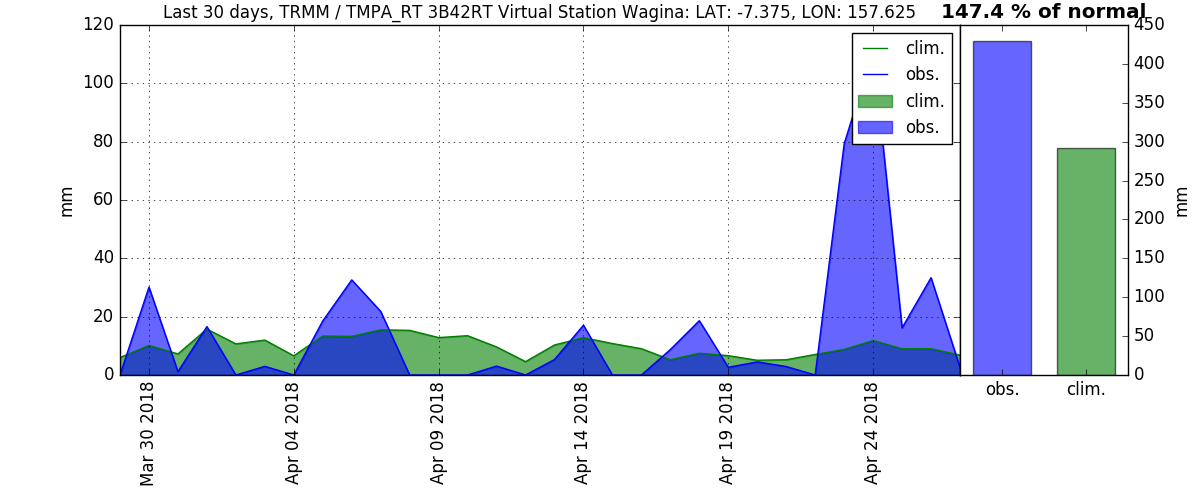 Last 30 days, TRMM / TMPA_RT 3B42RT Virtual Station Wagina: LAT: -7.375, LON: 157.625
147.4 % of normal
120
100
80
60
40
20
0
mm
clim.
obs.
clim.
obs.
Mar 30 2018
Apr 04 2018
Apr 09 2018
Apr 14 2018
Apr 19 2018
Apr 24 2018
450
400
350
300
250
200
150
100
50
0
mm
obs.
clim.